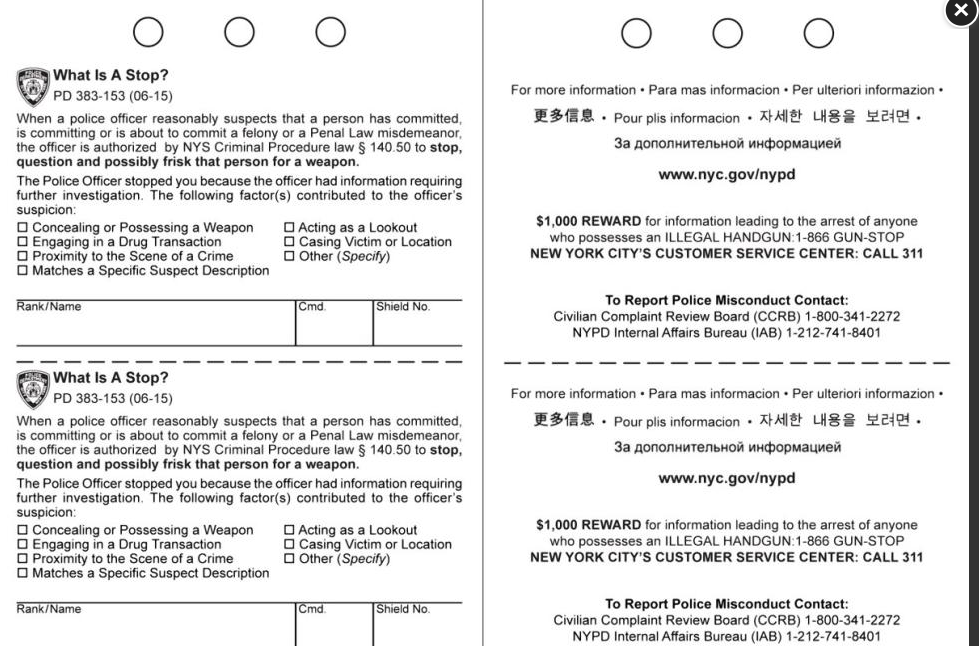 What Is A Stop?
PD 383-153 (06-15)
When a police officer reasonably suspects that a person has committed,
is committing or is about to commit a felony or a Penal Law misdemeanor,
the officer is authorized by NYS Criminal Procedure law § 140.50 to stop,
question and possibly frisk that person for a weapon.
The Police Officer stopped you because the officer had information requiring
further investigation. The following factor(s) contributed to the officer's
suspicion:
☐ Concealing or Possessing a Weapon ☐ Acting as a Lookout
☐ Engaging in a Drug Transaction ☐ Casing Victim or Location
☐ Proximity to the Scene of a Crime ☐ Other (Specify)
☐ Matches a Specific Suspect Description
Rank/Name Cmd. Shield No.
What Is A Stop?
PD 383-153 (06-15)
When a police officer reasonably suspects that a person has committed,
is committing or is about to commit a felony or a Penal Law misdemeanor,
the officer is authorized by NYS Criminal Procedure law § 140.50 to stop,
question and possibly frisk that person for a weapon.
The Police Officer stopped you because the officer had information requiring
further investigation. The following factor(s) contributed to the officer's
suspicion:
☐ Concealing or Possessing a Weapon ☐ Acting as a Lookout
☐ Engaging in a Drug Transaction ☐ Casing Victim or Location
☐ Proximity to the Scene of a Crime ☐ Other (Specify)
☐ Matches a Specific Suspect Description
Rank/Name Cmd. Shield No.
For more information • Para mas informacion • Per ulteriori informazion •
更多信息 • Pour plis informacion • 자세한 내용을 보려면 •
За дополнительной информацией
www.nyc.gov/nypd
$1,000 REWARD for information leading to the arrest of anyone
who possesses an ILLEGAL HANDGUN:1-866 GUN-STOP
NEW YORK CITY'S CUSTOMER SERVICE CENTER: CALL 311
To Report Police Misconduct Contact:
Civilian Complaint Review Board (CCRB) 1-800-341-2272
NYPD Internal Affairs Bureau (IAB) 1-212-741-8401
For more information • Para mas informacion • Per ulteriori informazion •
更多信息 • Pour plis informacion • 자세한 내용을 보려면 •
За дополнительной информацией
www.nyc.gov/nypd
$1,000 REWARD for information leading to the arrest of anyone
who possesses an ILLEGAL HANDGUN:1-866 GUN-STOP
NEW YORK CITY'S CUSTOMER SERVICE CENTER: CALL 311
To Report Police Misconduct Contact:
Civilian Complaint Review Board (CCRB) 1-800-341-2272
NYPD Internal Affairs Bureau (IAB) 1-212-741-8401